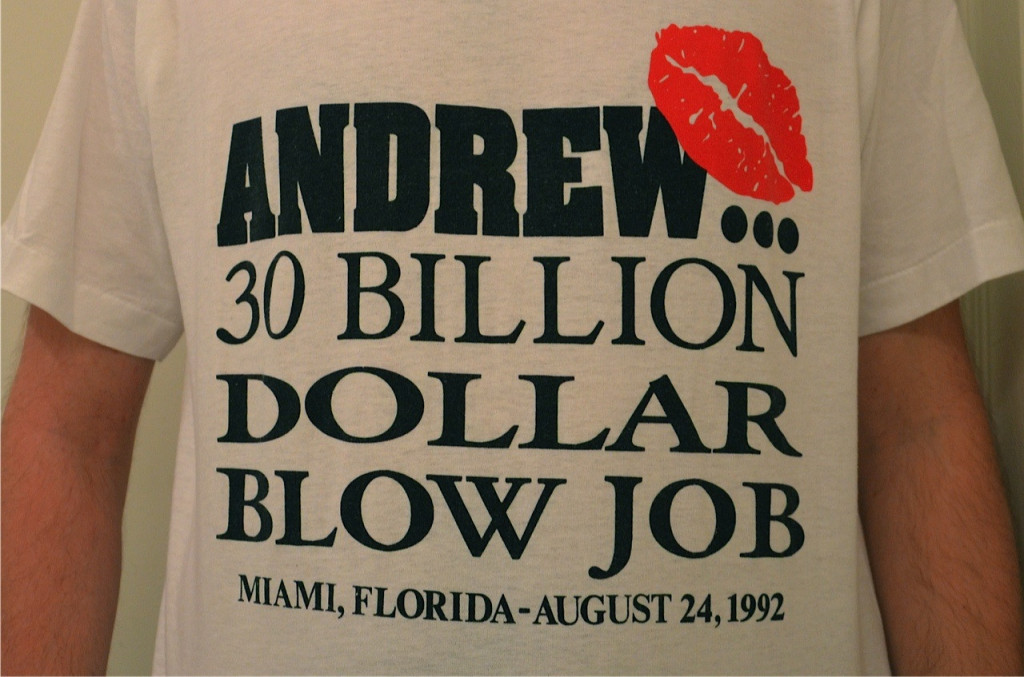 ANDREW...
30 BILLION
DOLLAR
BLOW JOB
MIAMI, FLORIDA-AUGUST 24, 1992